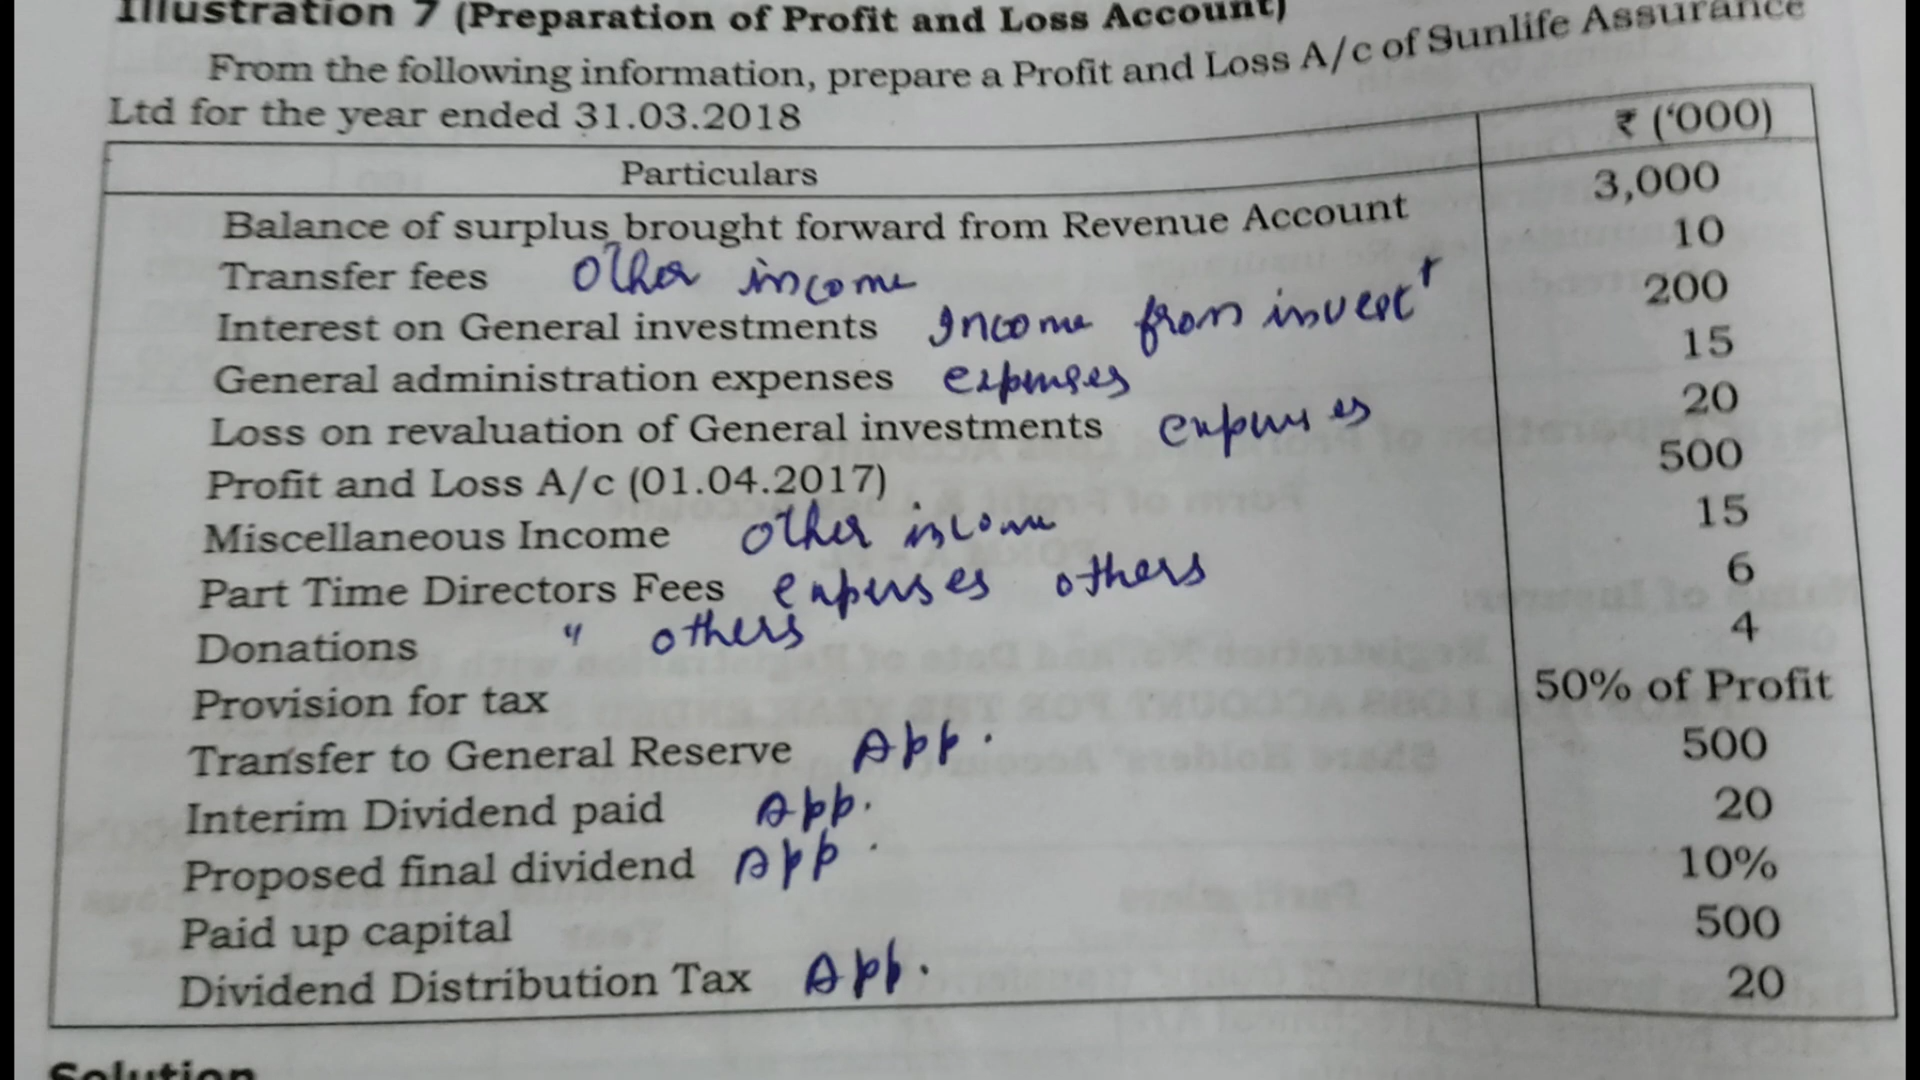 Illustration 7 (Preparation of Profit and Loss Account)
From the following information, prepare a Profit and Loss A/c of Sunlife Assurance
Ltd for the year ended 31.03.2018
Particulars ₹ ('000)
Balance of surplus brought forward from Revenue Account 3,000
Transfer fees other income 10
Interest on General investments Income from invest^t 200
General administration expenses expenses 15
Loss on revaluation of General investments expenses 20
Profit and Loss A/c (01.04.2017) 500
Miscellaneous Income other income 15
Part Time Directors Fees expenses others 6
Donations " others 4
Provision for tax 50% of Profit
Transfer to General Reserve App. 500
Interim Dividend paid App. 20
Proposed final dividend App. 10%
Paid up capital 500
Dividend Distribution Tax App. 20
Solution